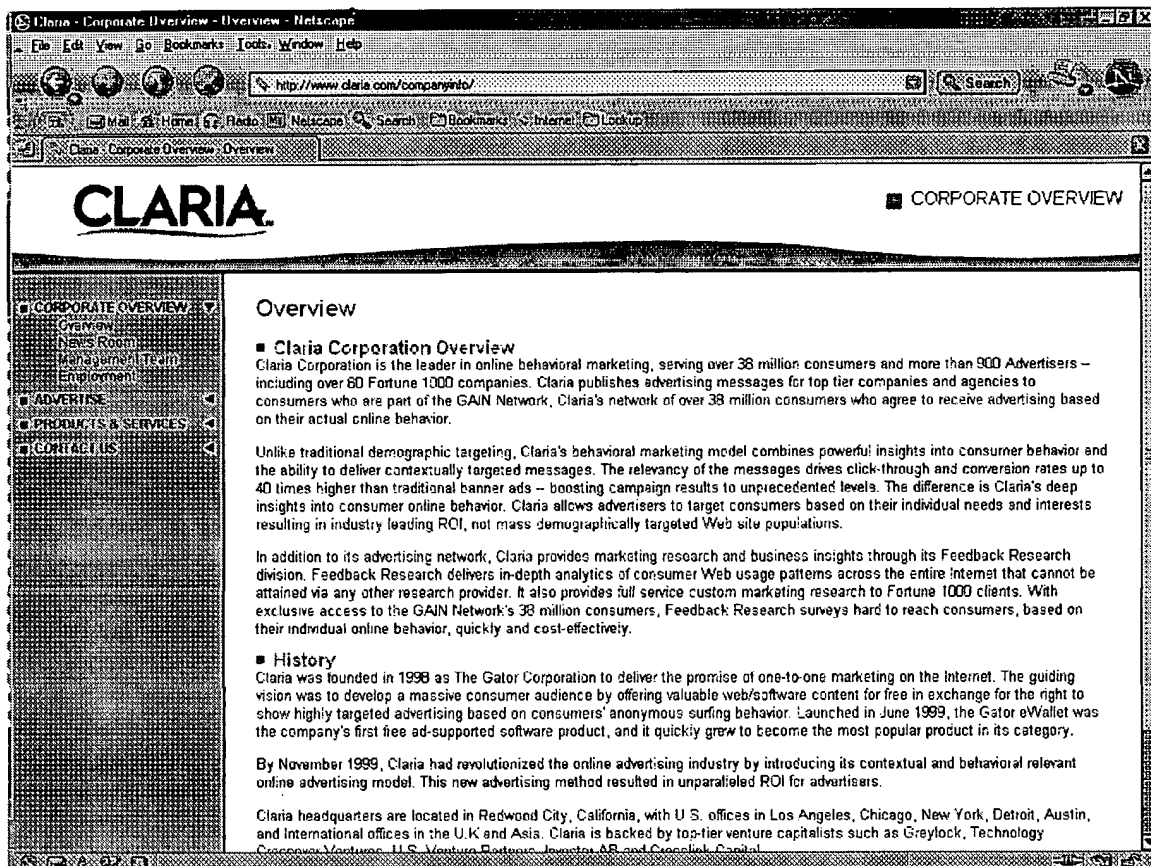 Claria - Corporate Overview - Overview - Netscape
File Edit View Go Bookmarks Tools Window Help
http://www.claria.com/companyinfo/
Search
Mail Home Radio Netscape Search Bookmarks Internet Lookup
Claria - Corporate Overview - Overview
CLARIA
CORPORATE OVERVIEW
CORPORATE OVERVIEW
Overview
News Room
Management Team
Employment
ADVERTISE
PRODUCTS & SERVICES
CONTACT US
Overview
Claria Corporation Overview
Claria Corporation is the leader in online behavioral marketing, serving over 38 million consumers and more than 900 Advertisers –
including over 80 Fortune 1000 companies. Claria publishes advertising messages for top tier companies and agencies to
consumers who are part of the GAIN Network, Claria's network of over 38 million consumers who agree to receive advertising based
on their actual online behavior.
Unlike traditional demographic targeting, Claria's behavioral marketing model combines powerful insights into consumer behavior and
the ability to deliver contextually targeted messages. The relevancy of the messages drives click-through and conversion rates up to
40 times higher than traditional banner ads – boosting campaign results to unprecedented levels. The difference is Claria's deep
insights into consumer online behavior. Claria allows advertisers to target consumers based on their individual needs and interests
resulting in industry leading ROI, not mass demographically targeted Web site populations.
In addition to its advertising network, Claria provides marketing research and business insights through its Feedback Research
division. Feedback Research delivers in-depth analytics of consumer Web usage patterns across the entire Internet that cannot be
attained via any other research provider. It also provides full service custom marketing research to Fortune 1000 clients. With
exclusive access to the GAIN Network's 38 million consumers, Feedback Research surveys hard to reach consumers, based on
their individual online behavior, quickly and cost-effectively.
History
Claria was founded in 1998 as The Gator Corporation to deliver the promise of one-to-one marketing on the Internet. The guiding
vision was to develop a massive consumer audience by offering valuable web/software content for free in exchange for the right to
show highly targeted advertising based on consumers' anonymous surfing behavior. Launched in June 1999, the Gator eWallet was
the company's first free ad-supported software product, and it quickly grew to become the most popular product in its category.
By November 1999, Claria had revolutionized the online advertising industry by introducing its contextual and behavioral relevant
online advertising model. This new advertising method resulted in unparalleled ROI for advertisers.
Claria headquarters are located in Redwood City, California, with U.S. offices in Los Angeles, Chicago, New York, Detroit, Austin,
and International offices in the U.K and Asia. Claria is backed by top-tier venture capitalists such as Greylock, Technology
Crossover Ventures, U.S. Venture Partners, Investor AB and Crosslink Capital.